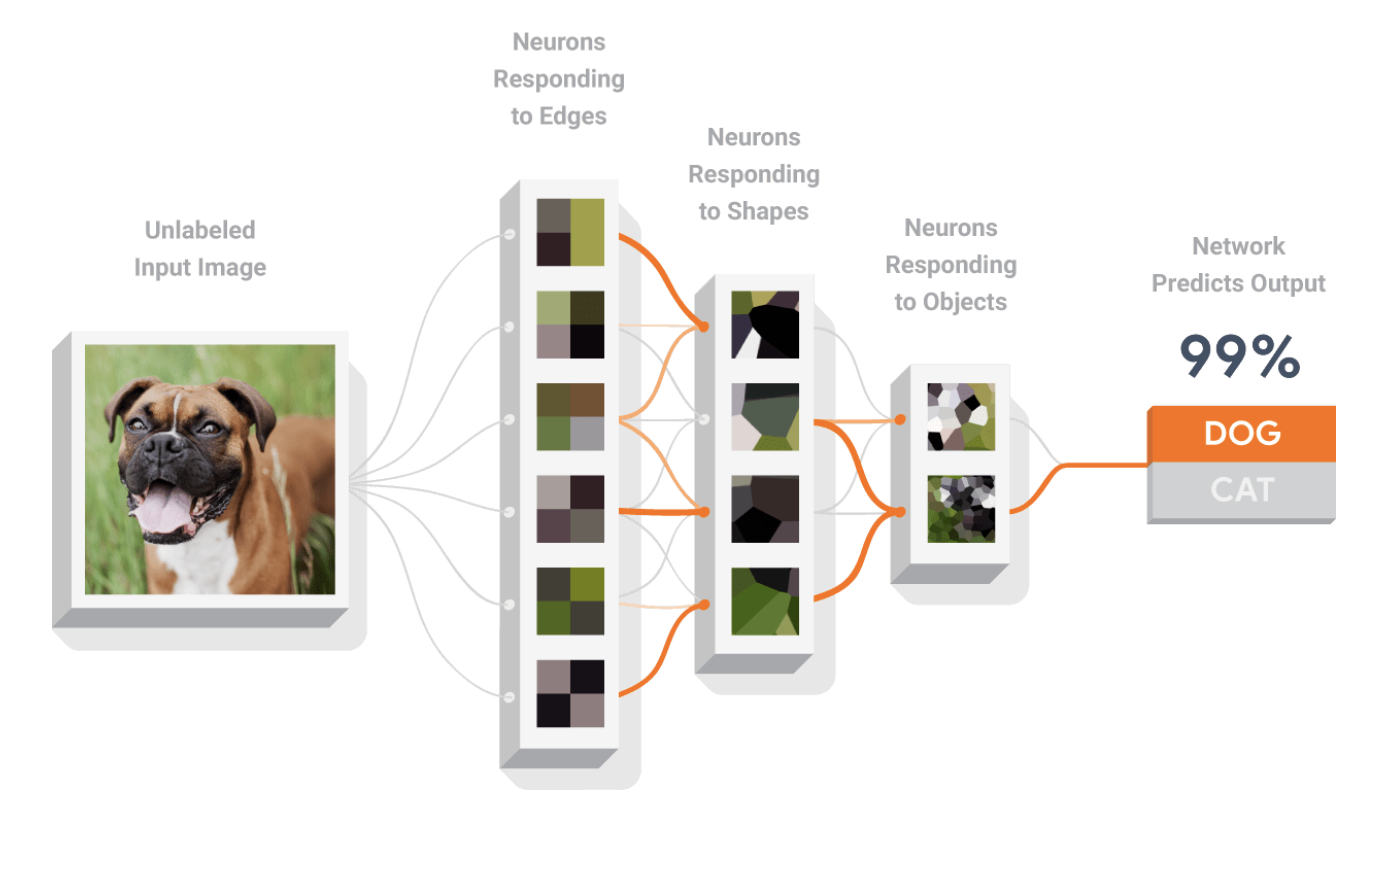 Unlabeled
Input Image
Neurons
Responding
to Edges
Neurons
Responding
to Shapes
Neurons
Responding
to Objects
Network
Predicts Output
99%
DOG
CAT